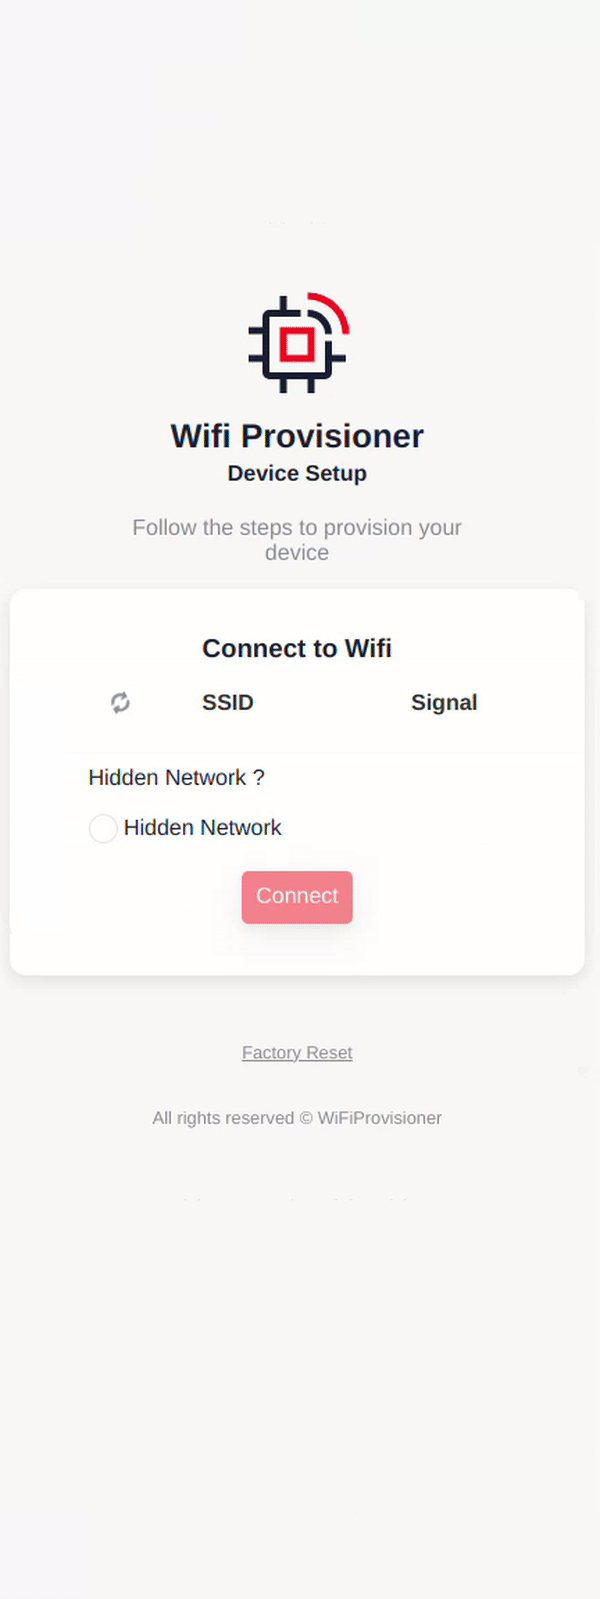 Wifi Provisioner
Device Setup
Follow the steps to provision your
device
Connect to Wifi
SSID Signal
Hidden Network ?
Hidden Network
Connect
Factory Reset
All rights reserved © WiFiProvisioner